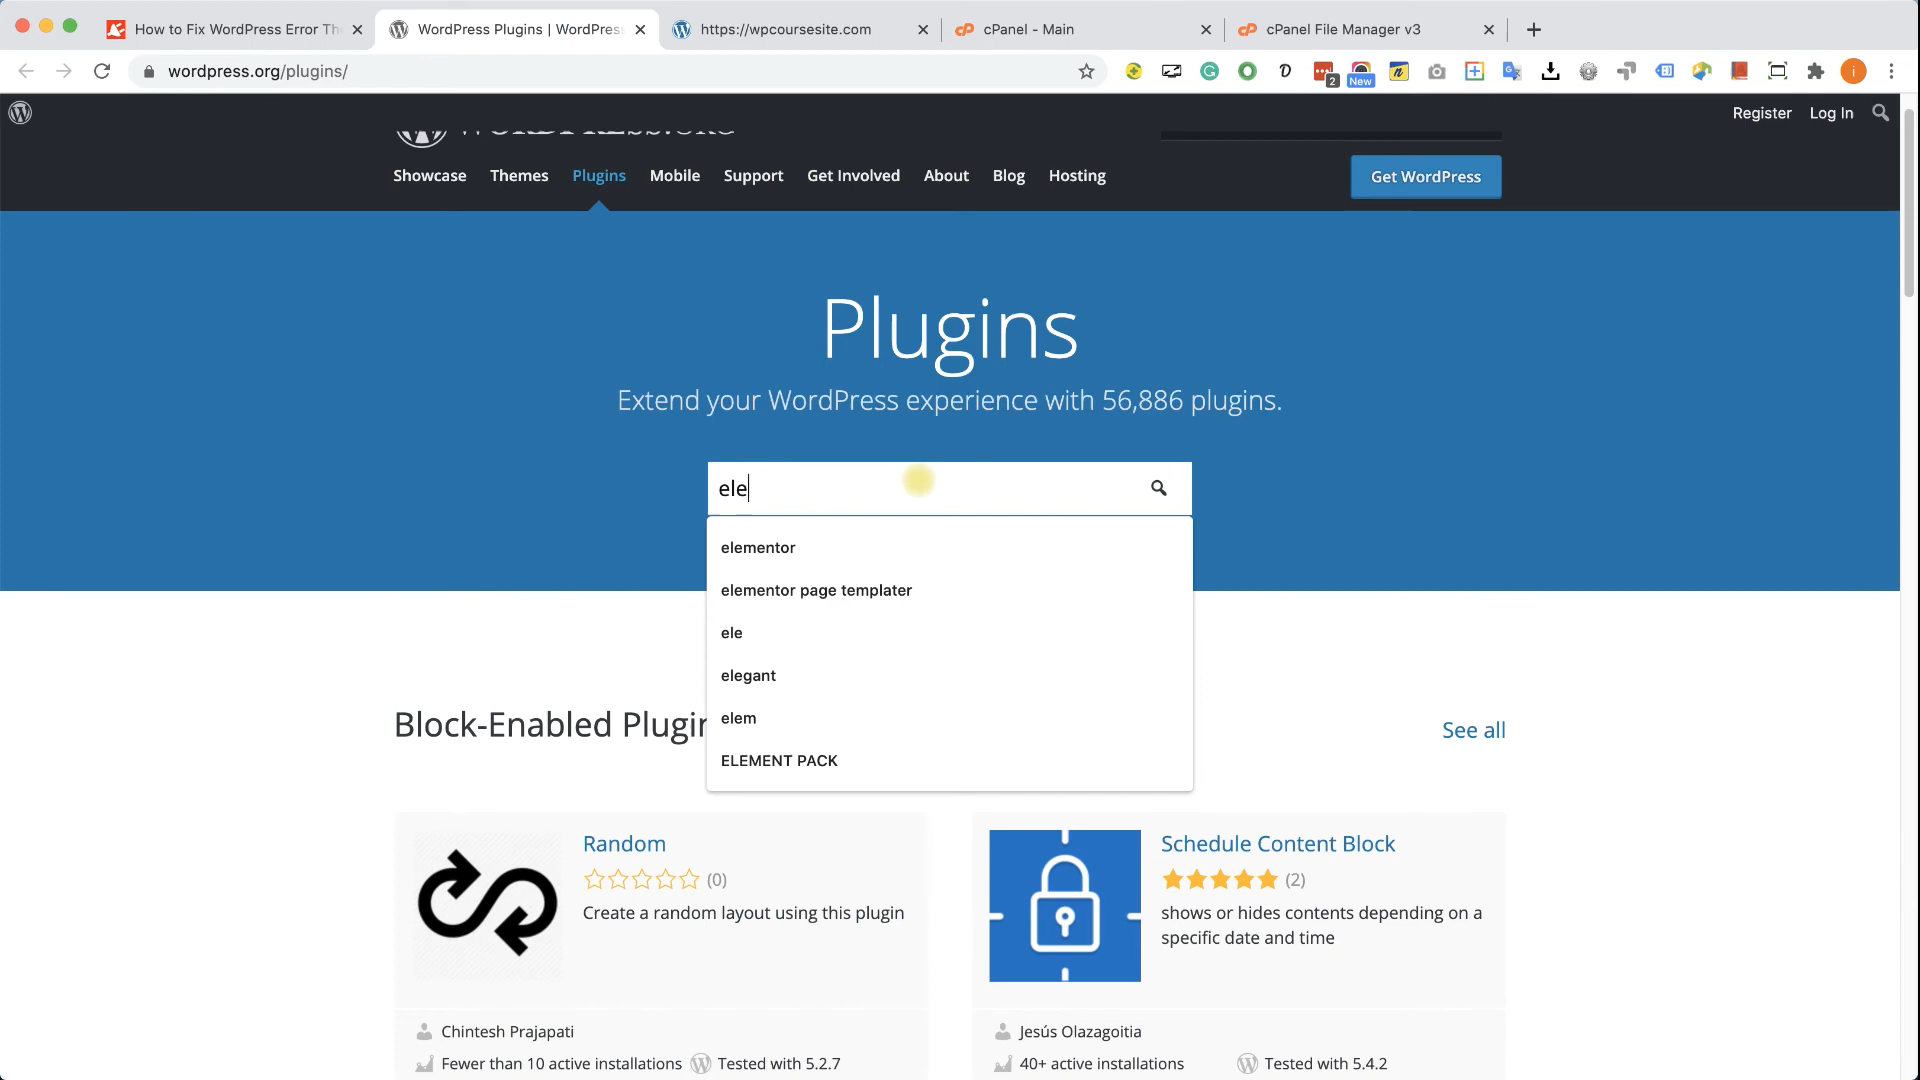 How to Fix WordPress Error Th
WordPress Plugins | WordPress
https://wpcoursesite.com
cPanel - Main
cPanel File Manager v3
wordpress.org/plugins/
2
New
i
Register
Log In
WORDPRESS.ORG
Showcase
Themes
Plugins
Mobile
Support
Get Involved
About
Blog
Hosting
Get WordPress
Plugins
Extend your WordPress experience with 56,886 plugins.
ele
elementor
elementor page templater
ele
elegant
elem
ELEMENT PACK
Block-Enabled Plugin
See all
Random
(0)
Create a random layout using this plugin
Chintesh Prajapati
Fewer than 10 active installations
Tested with 5.2.7
Schedule Content Block
(2)
shows or hides contents depending on a
specific date and time
Jesús Olazagoitia
40+ active installations
Tested with 5.4.2